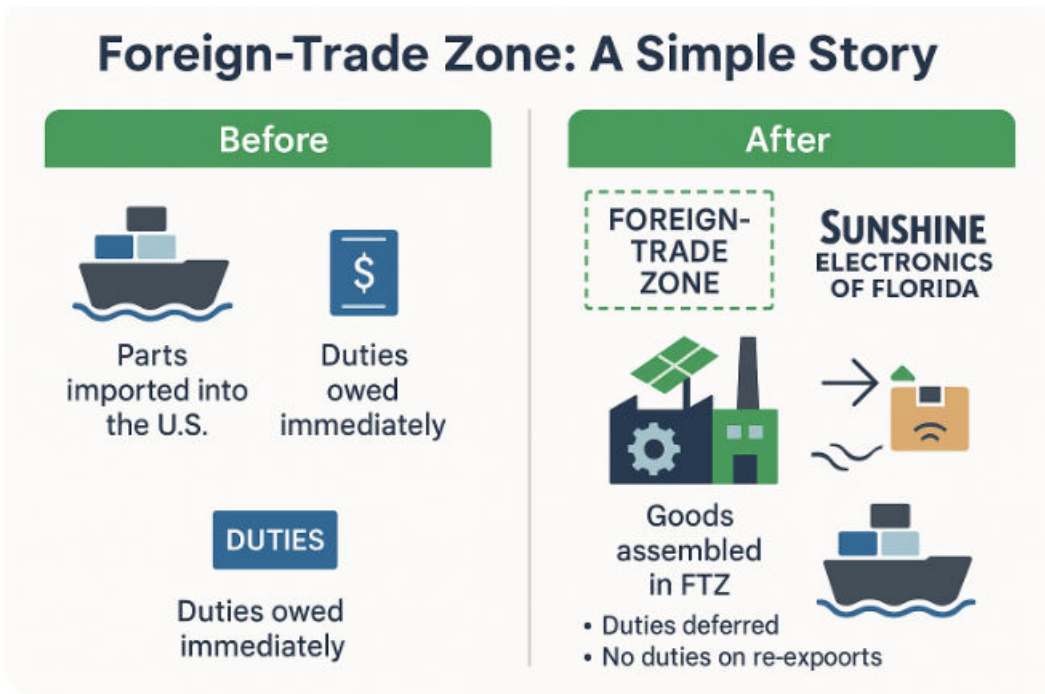 Foreign-Trade Zone: A Simple Story
Before
Parts
imported into
the U.S.
Duties
owed
immediately
DUTIES
Duties owed
immediately
After
FOREIGN-
TRADE
ZONE
SUNSHINE
ELECTRONICS
OF FLORIDA
Goods
assembled
in FTZ
• Duties deferred
• No duties on re-expoorts